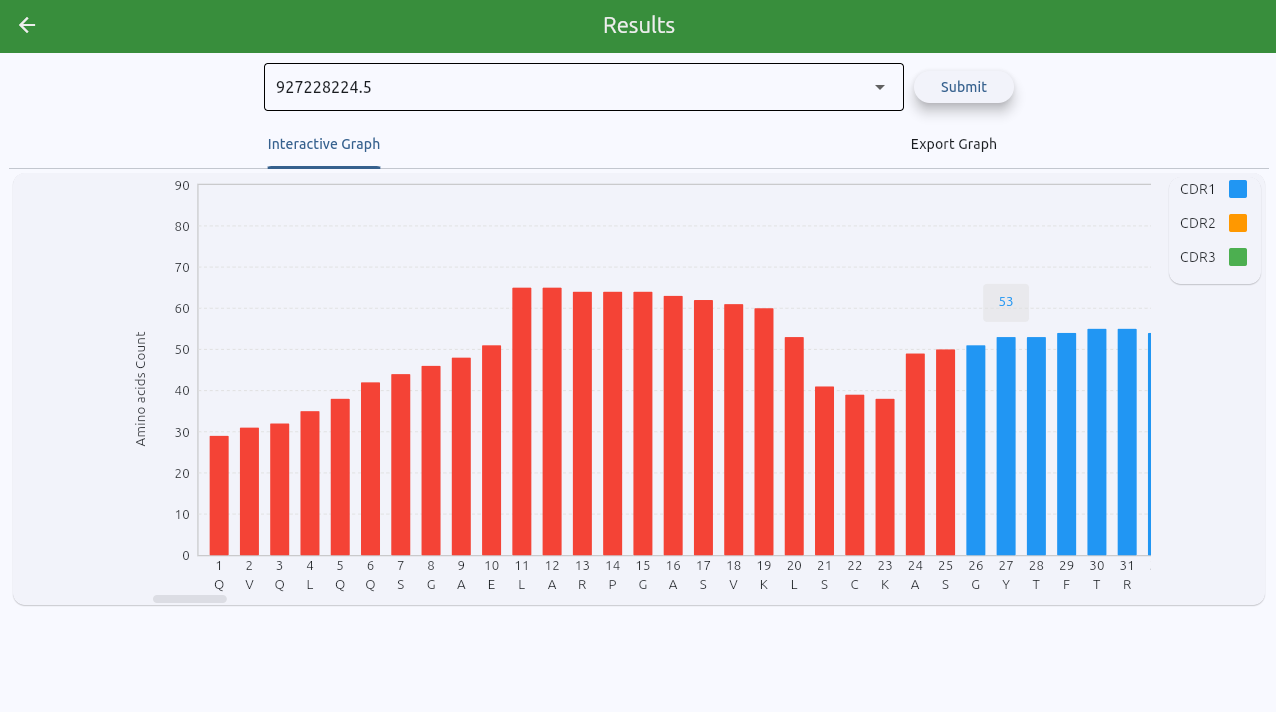 Results
927228224.5
Submit
Interactive Graph
Export Graph
CDR1
CDR2
CDR3
90
80
70
60
50
40
30
20
10
0
Amino acids Count
53
1 2 3 4 5 6 7 8 9 10 11 12 13 14 15 16 17 18 19 20 21 22 23 24 25 26 27 28 29 30 31
Q V Q L Q Q S G A E L A R P G A S V K L S C K A S G Y T F T R